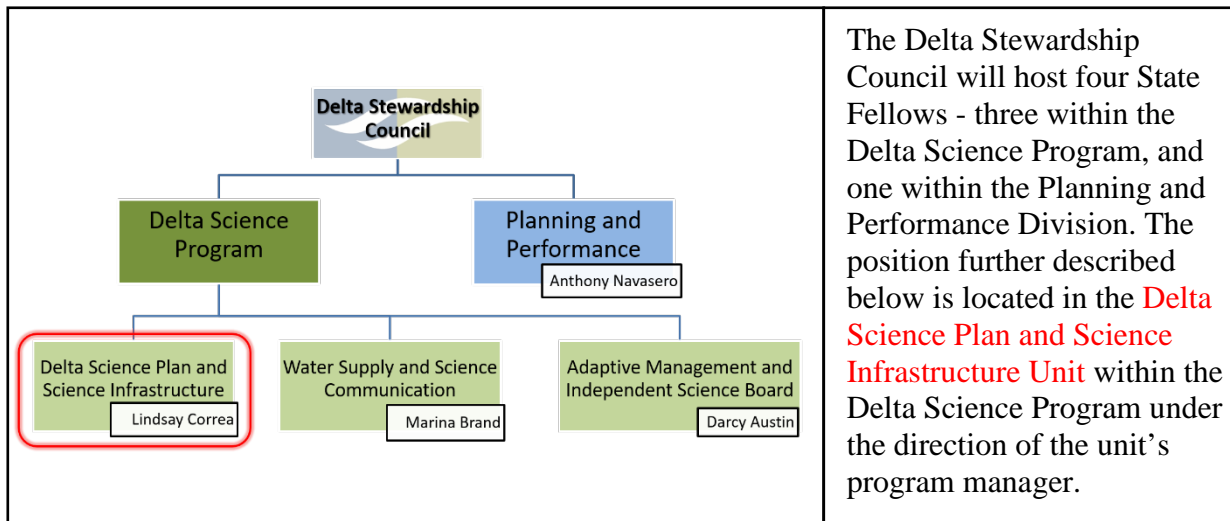 Delta Stewardship
Council
Delta Science
Program
Planning and
Performance
Anthony Navasero
Delta Science Plan and
Science Infrastructure
Lindsay Correa
Water Supply and Science
Communication
Marina Brand
Adaptive Management and
Independent Science Board
Darcy Austin
The Delta Stewardship
Council will host four State
Fellows - three within the
Delta Science Program, and
one within the Planning and
Performance Division. The
position further described
below is located in the Delta
Science Plan and Science
Infrastructure Unit within the
Delta Science Program under
the direction of the unit’s
program manager.